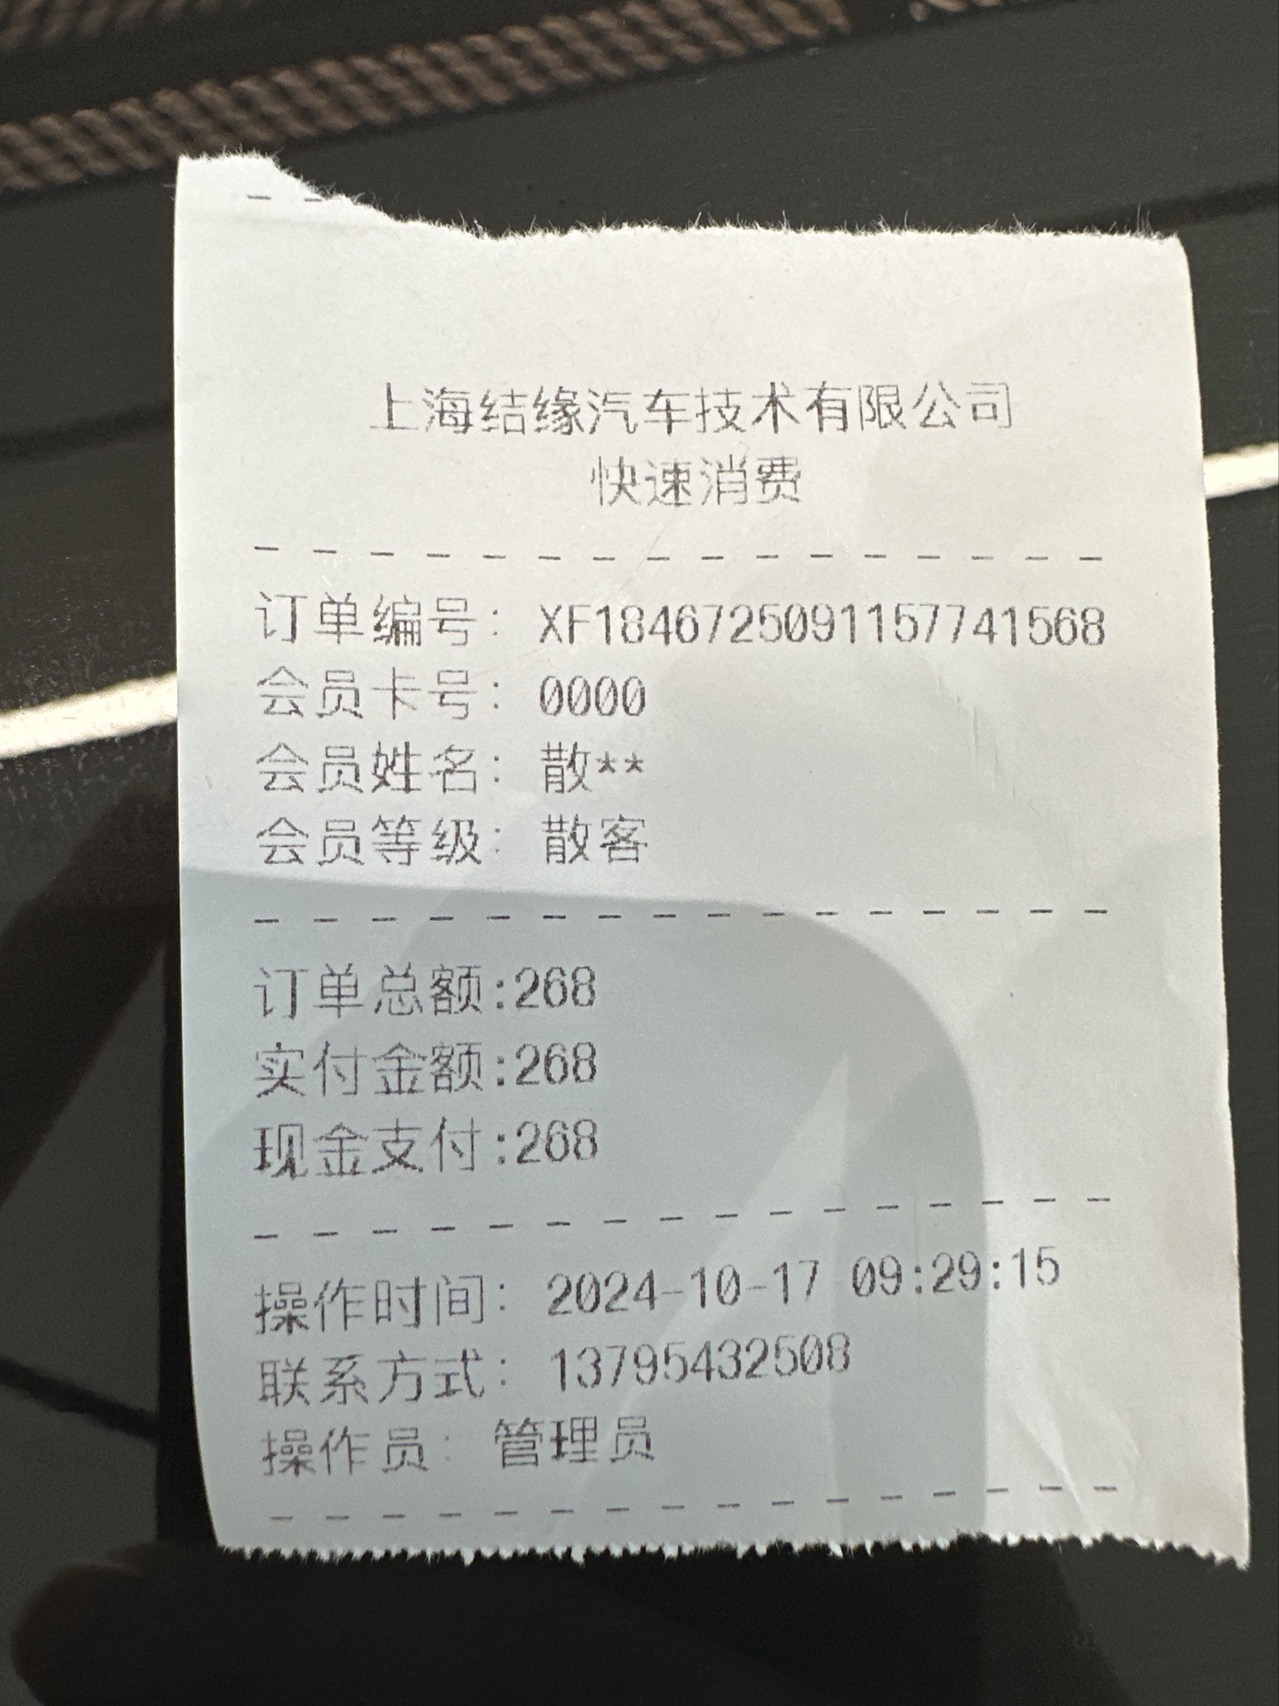 上海结缘汽车技术有限公司
快速消费
订单编号: XF1846725091157741568
会员卡号: 0000
会员姓名: 散**
会员等级: 散客
订单总额:268
实付金额:268
现金支付:268
操作时间: 2024-10-17 09:29:15
联系方式: 13795432508
操作员: 管理员